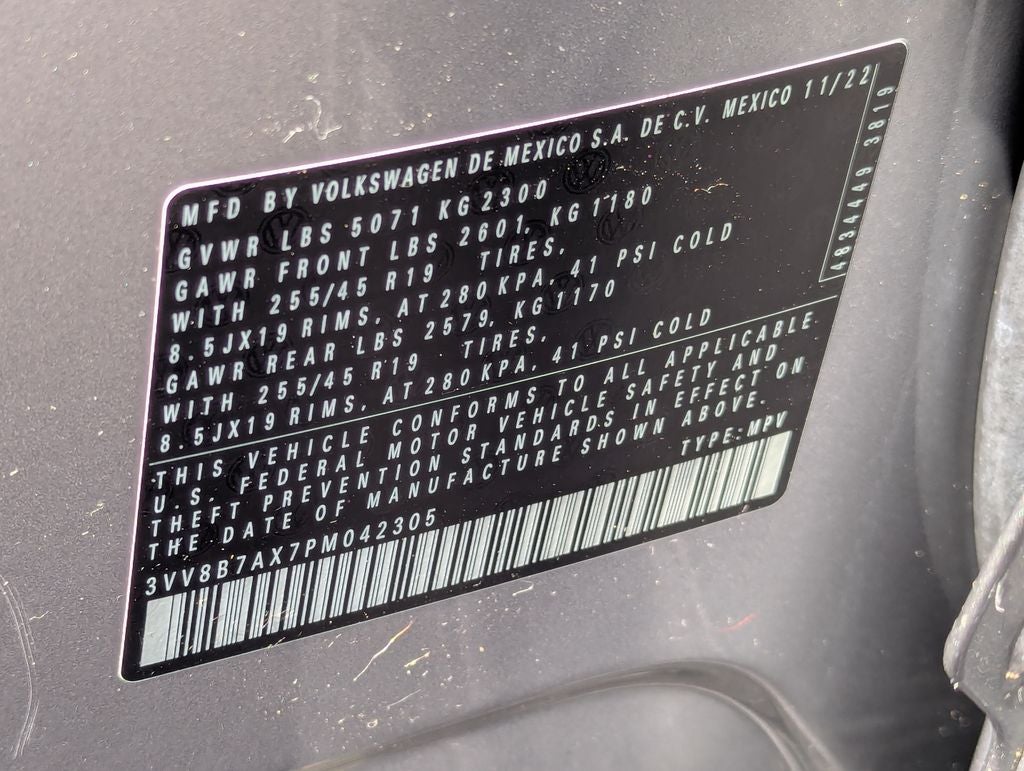 MFD BY VOLKSWAGEN DE MEXICO S.A. DE C.V. MEXICO 11/22
GVWR LBS 5071 KG 2300
GAWR FRONT LBS 2601, KG 1180
WITH 255/45 R19 TIRES,
8.5JX19 RIMS, AT 280KPA, 41 PSI COLD
GAWR REAR LBS 2579, KG 1170
WITH 255/45 R19 TIRES,
8.5JX19 RIMS, AT 280KPA, 41 PSI COLD
THIS VEHICLE CONFORMS TO ALL APPLICABLE
U.S. FEDERAL MOTOR VEHICLE SAFETY AND
THEFT PREVENTION STANDARDS IN EFFECT ON
THE DATE OF MANUFACTURE SHOWN ABOVE.
3VV8B7AX7PM042305 TYPE: MPV
4834449 3819